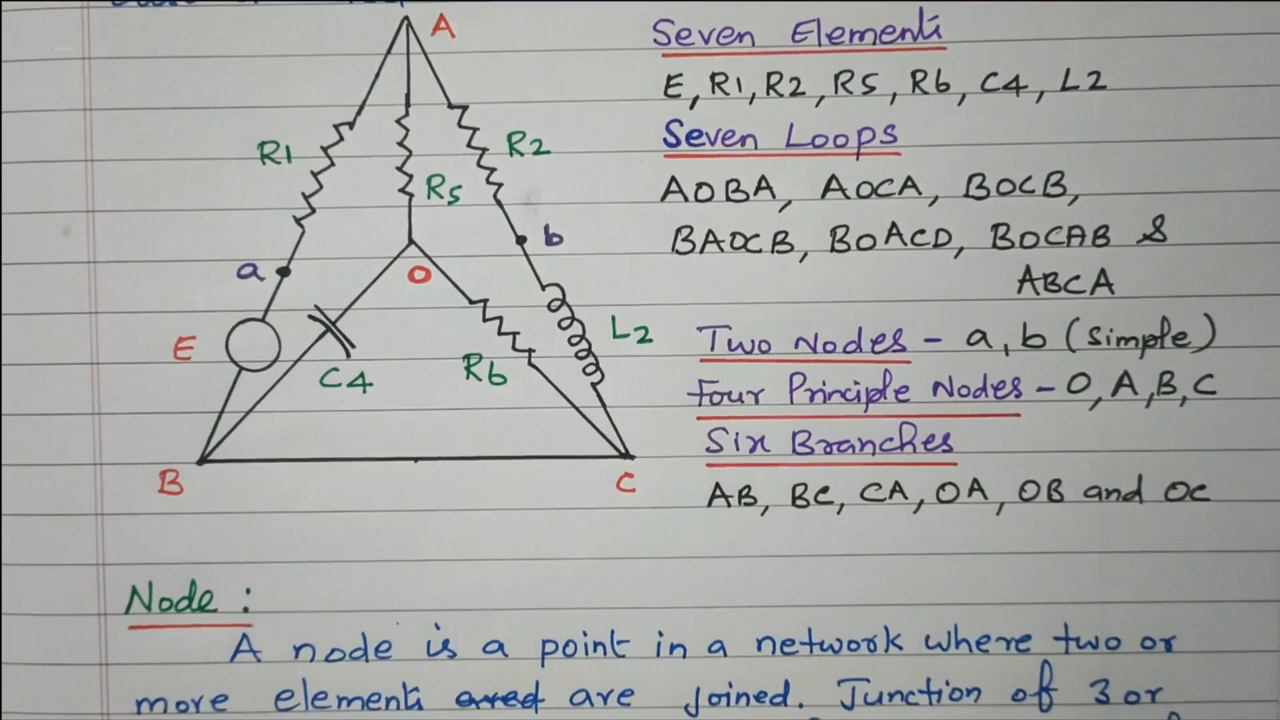 A
R1
R5
R2
a
b
O
E
C4
R6
L2
B
C
Seven Elements
E, R1, R2, R5, R6, C4, L2
Seven Loops
AOBA, AOCA, BOCB,
BAOCB, BOACD, BOCAB &
ABCA
Two Nodes - a, b (simple)
Four Principle Nodes - O, A, B, C
Six Branches
AB, BC, CA, OA, OB and OC
Node :
A node is a point in a network where two or
more elements are joined. Junction of 3 or